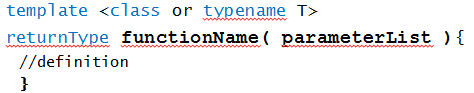 template <class or typename T>
returnType functionName( parameterList ){
//definition
}